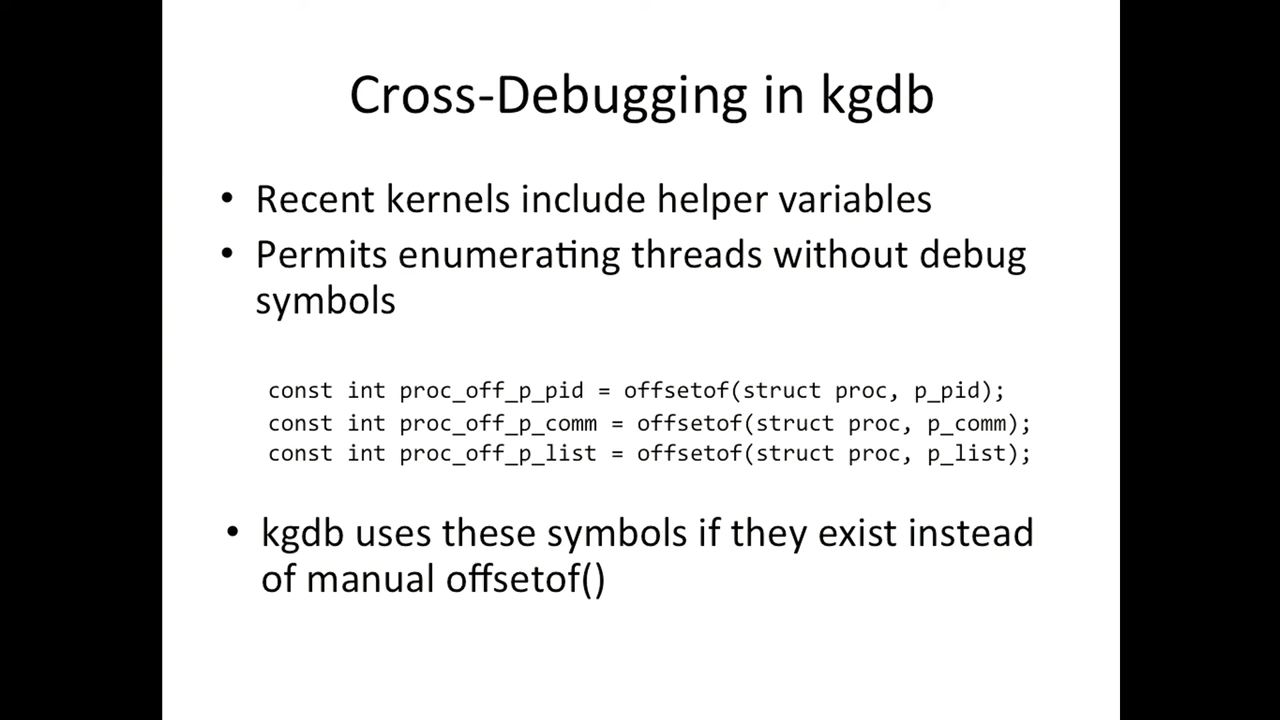 Cross-Debugging in kgdb
• Recent kernels include helper variables
• Permits enumerating threads without debug
symbols
const int proc_off_p_pid = offsetof(struct proc, p_pid);
const int proc_off_p_comm = offsetof(struct proc, p_comm);
const int proc_off_p_list = offsetof(struct proc, p_list);
• kgdb uses these symbols if they exist instead
of manual offsetof()